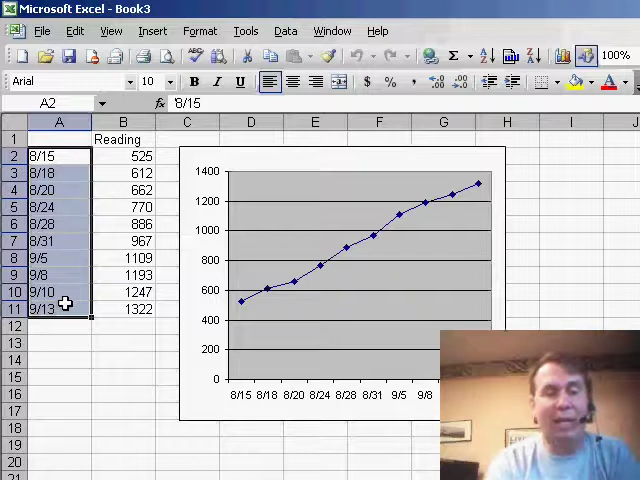 Microsoft Excel - Book3
File Edit View Insert Format Tools Data Window Help
100%
Arial 10 B I U $ % ,
A2 fx '8/15
A B C D E F G H I J
1 Reading
2 8/15 525
3 8/18 612
4 8/20 662
5 8/24 770
6 8/28 886
7 8/31 967
8 9/5 1109
9 9/8 1193
10 9/10 1247
11 9/13 1322
12
13
14
15
16
17
18
19
20
21
1400
1200
1000
800
600
400
200
0
8/15 8/18 8/20 8/24 8/28 8/31 9/5 9/8